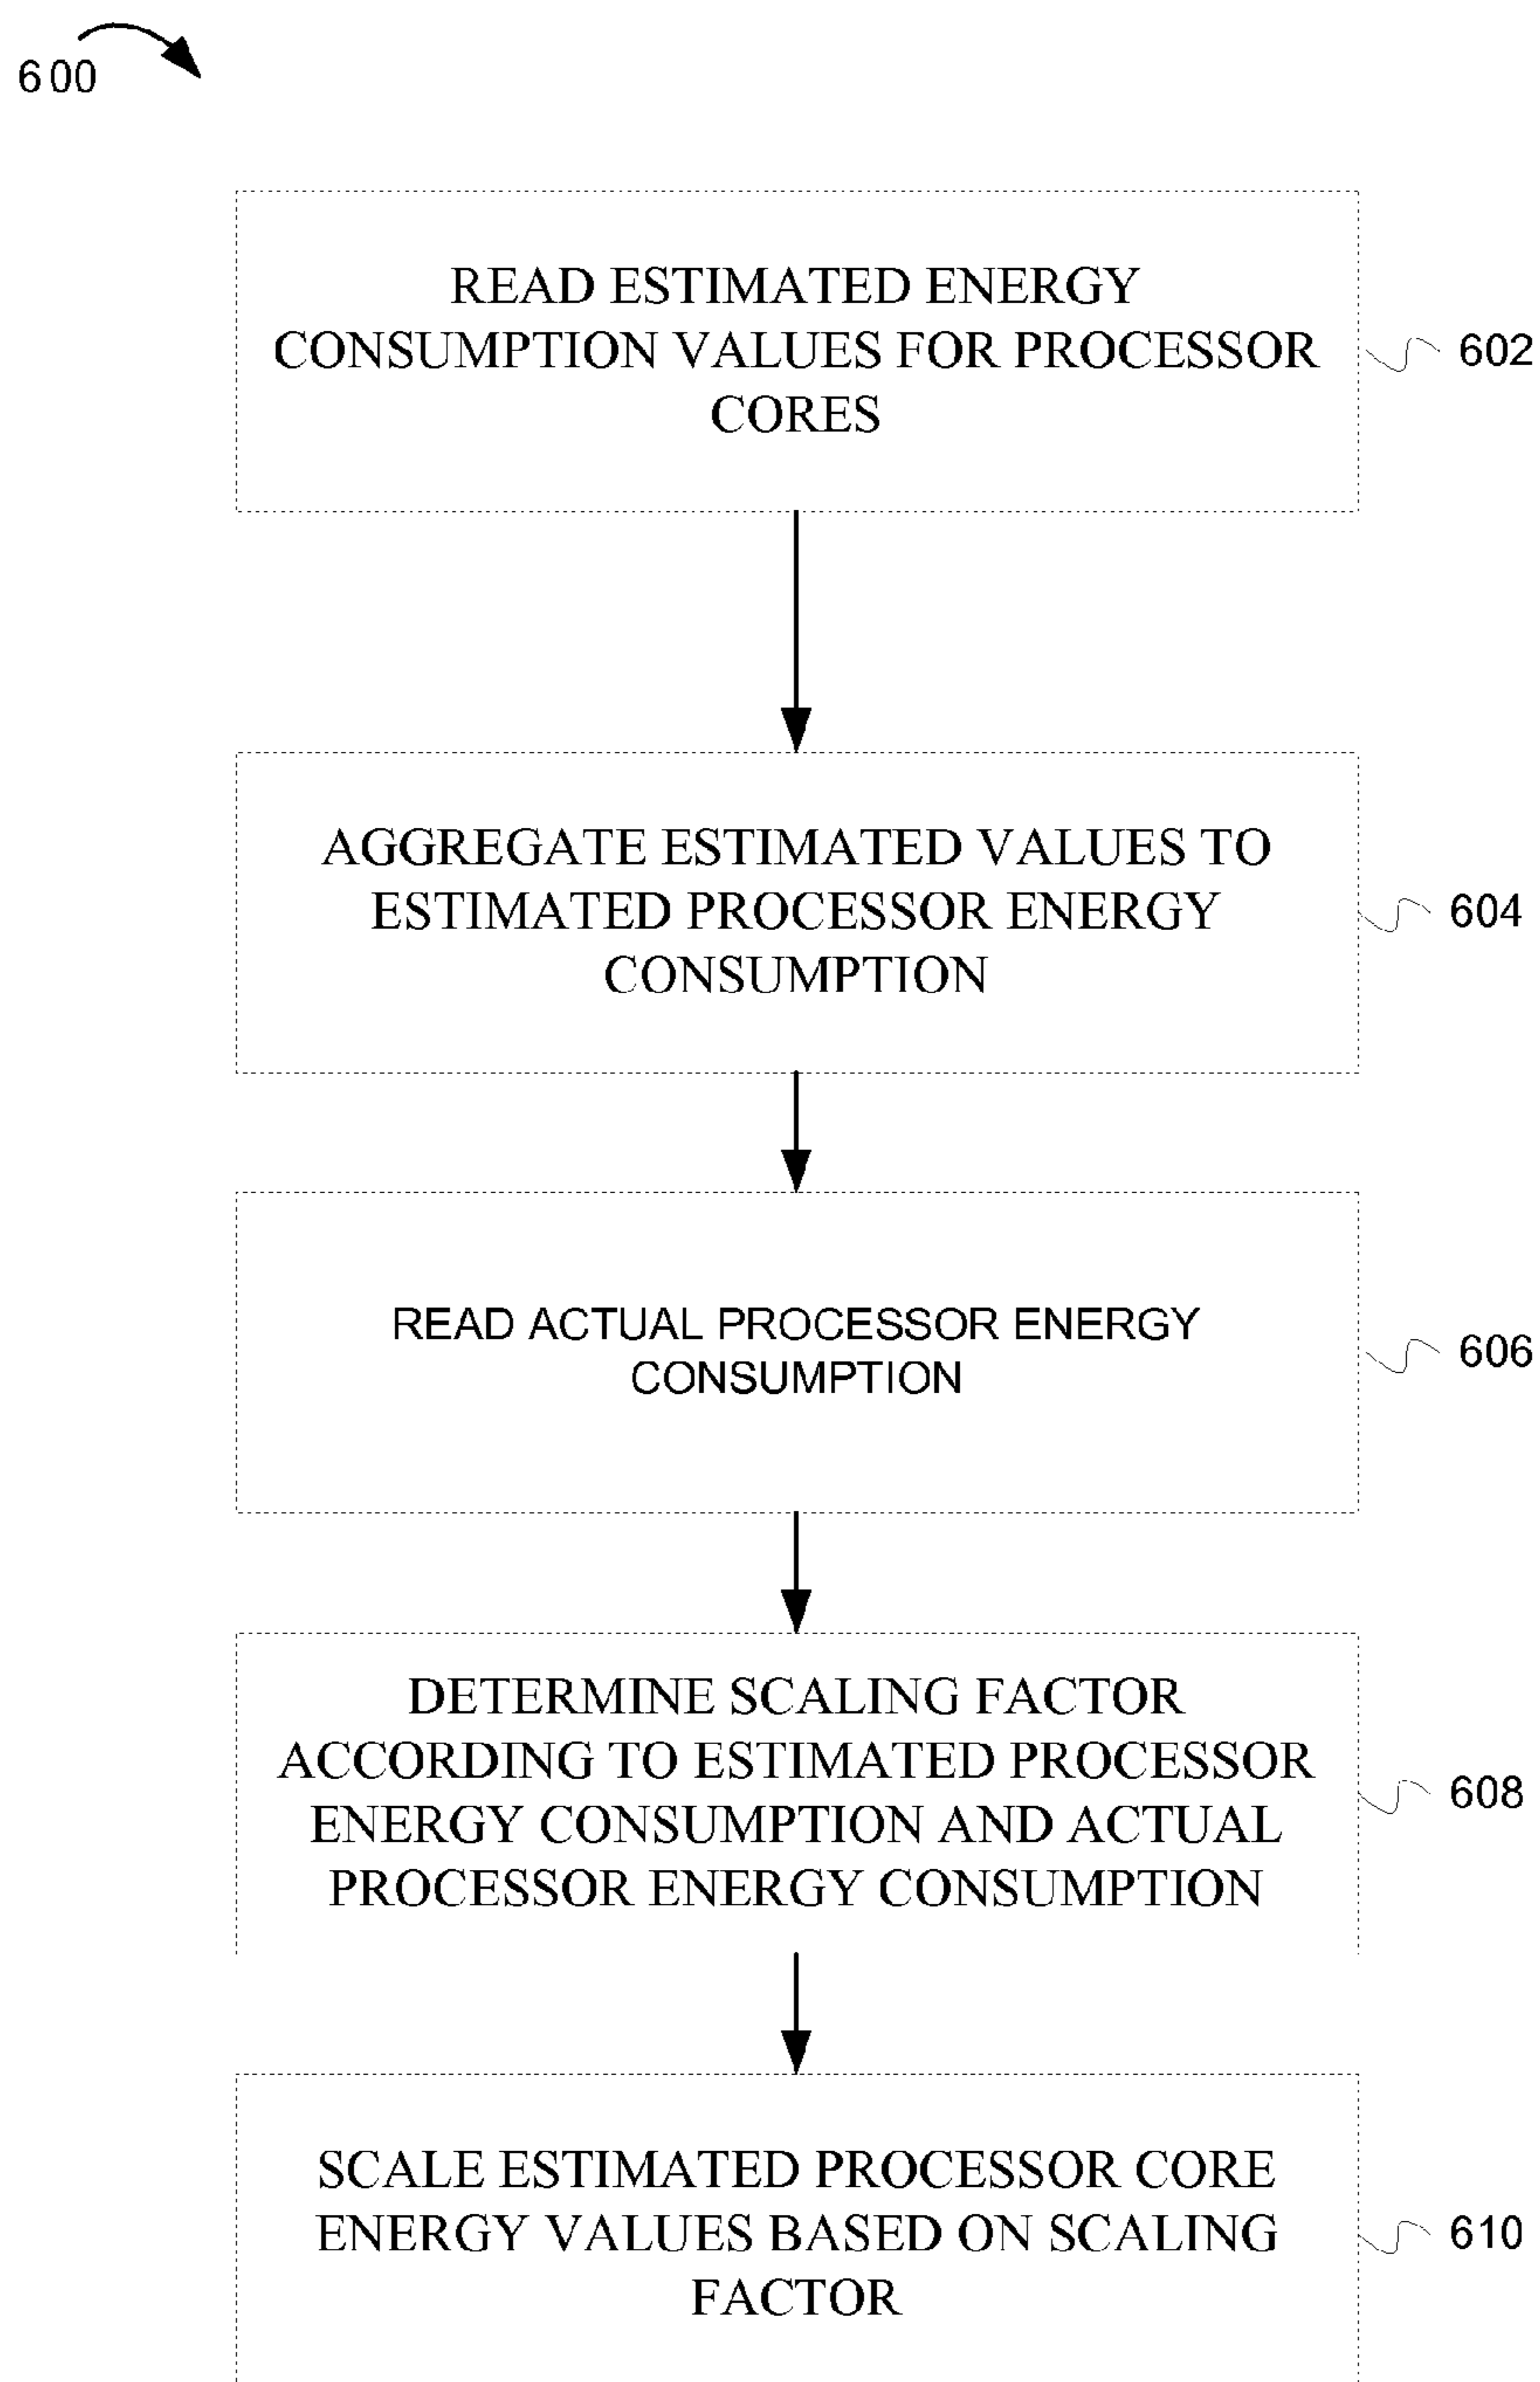 600
READ ESTIMATED ENERGY
CONSUMPTION VALUES FOR PROCESSOR
CORES
602
AGGREGATE ESTIMATED VALUES TO
ESTIMATED PROCESSOR ENERGY
CONSUMPTION
604
READ ACTUAL PROCESSOR ENERGY
CONSUMPTION
606
DETERMINE SCALING FACTOR
ACCORDING TO ESTIMATED PROCESSOR
ENERGY CONSUMPTION AND ACTUAL
PROCESSOR ENERGY CONSUMPTION
608
SCALE ESTIMATED PROCESSOR CORE
ENERGY VALUES BASED ON SCALING
FACTOR
610